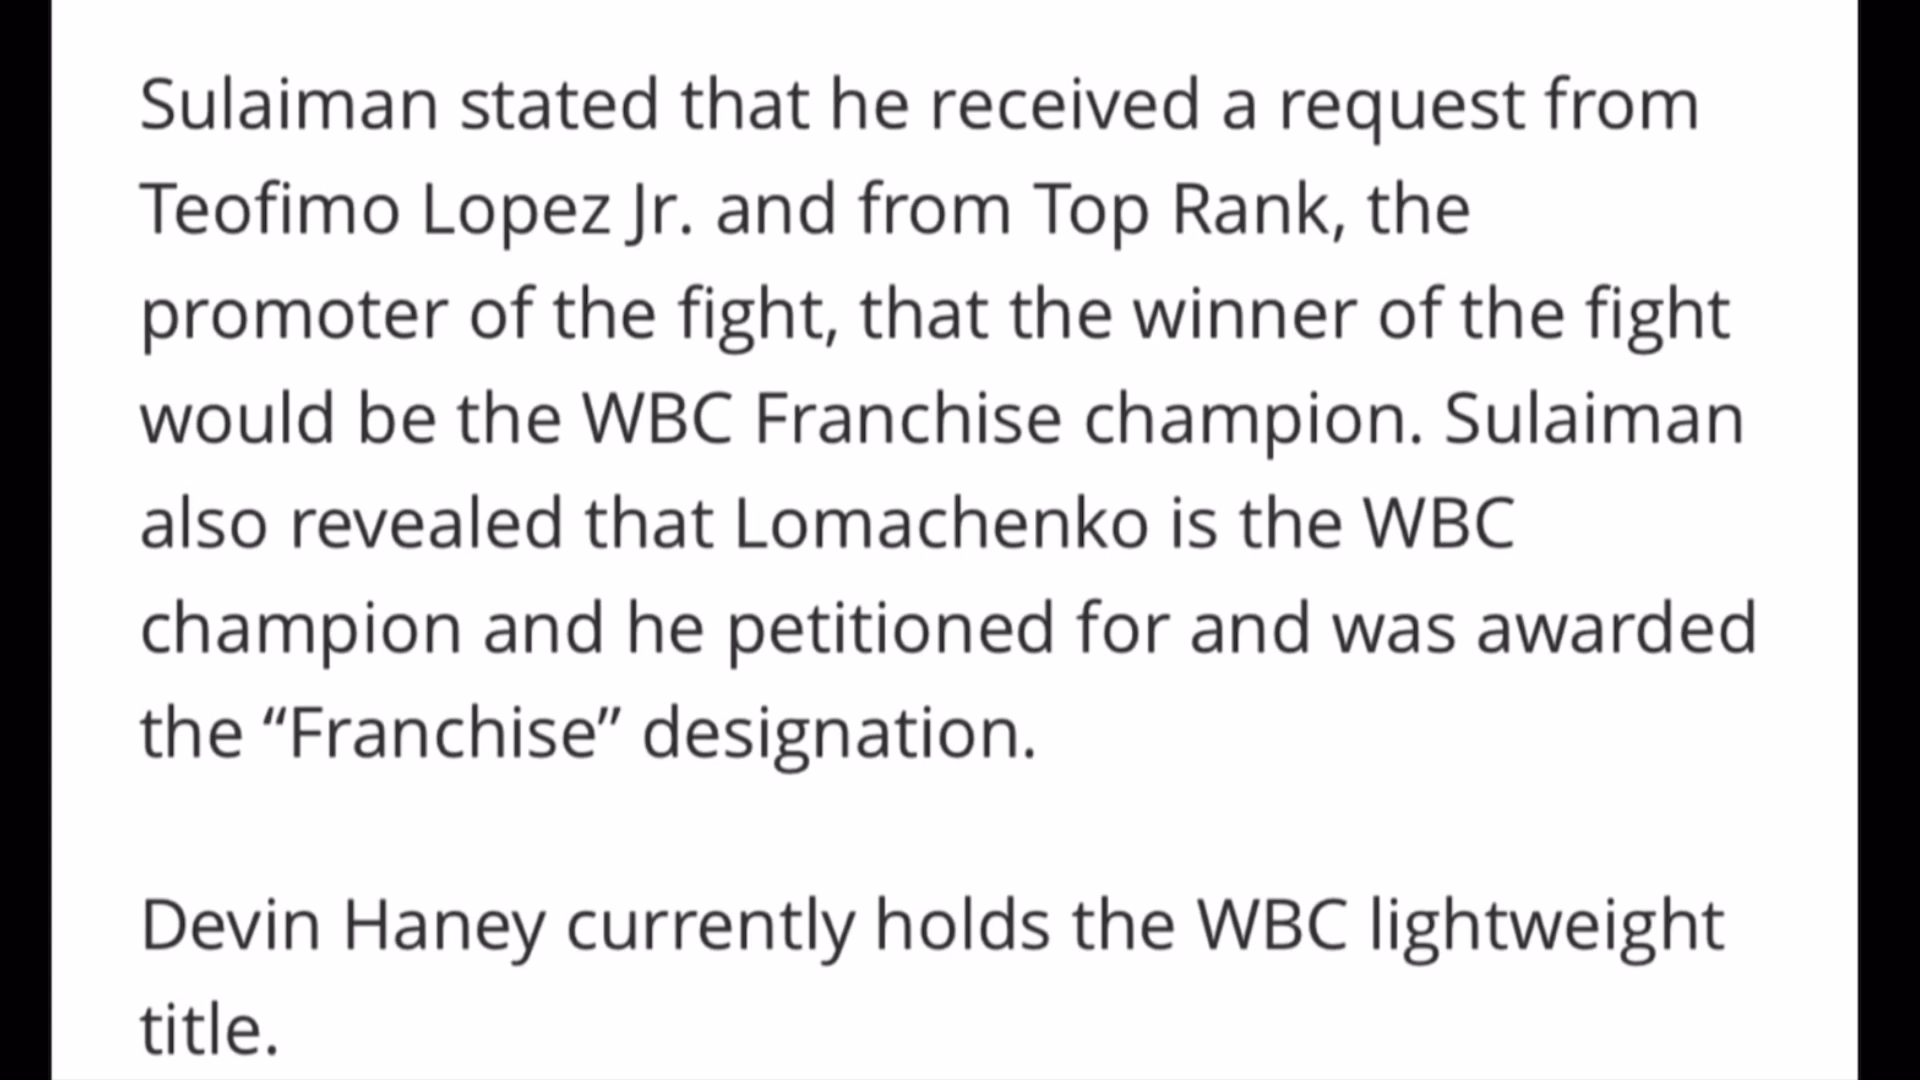 Sulaiman stated that he received a request from
Teofimo Lopez Jr. and from Top Rank, the
promoter of the fight, that the winner of the fight
would be the WBC Franchise champion. Sulaiman
also revealed that Lomachenko is the WBC
champion and he petitioned for and was awarded
the “Franchise” designation.
Devin Haney currently holds the WBC lightweight
title.